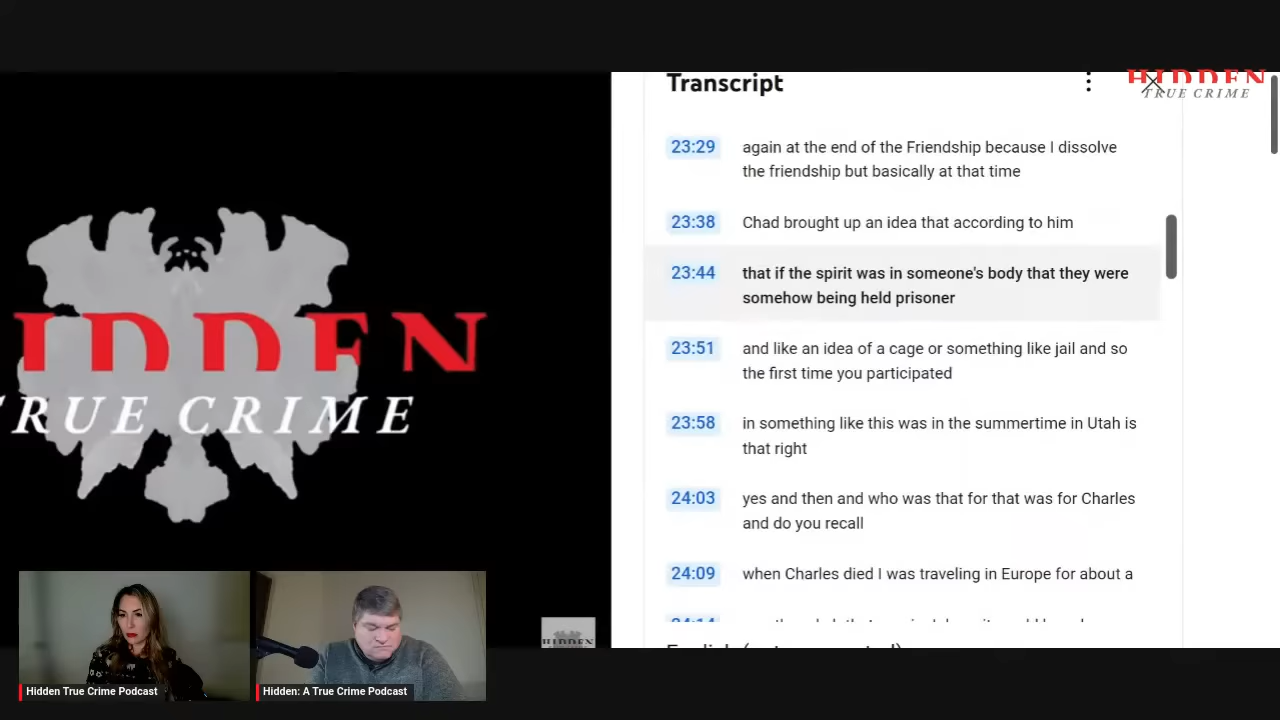 Transcript
HIDDEN
TRUE CRIME
23:29
again at the end of the Friendship because I dissolve
the friendship but basically at that time
23:38
Chad brought up an idea that according to him
23:44
that if the spirit was in someone's body that they were
somehow being held prisoner
23:51
and like an idea of a cage or something like jail and so
the first time you participated
23:58
in something like this was in the summertime in Utah is
that right
24:03
yes and then and who was that for that was for Charles
and do you recall
24:09
when Charles died I was traveling in Europe for about a
HIDDEN
TRUE CRIME
HIDDEN
Hidden True Crime Podcast
Hidden: A True Crime Podcast